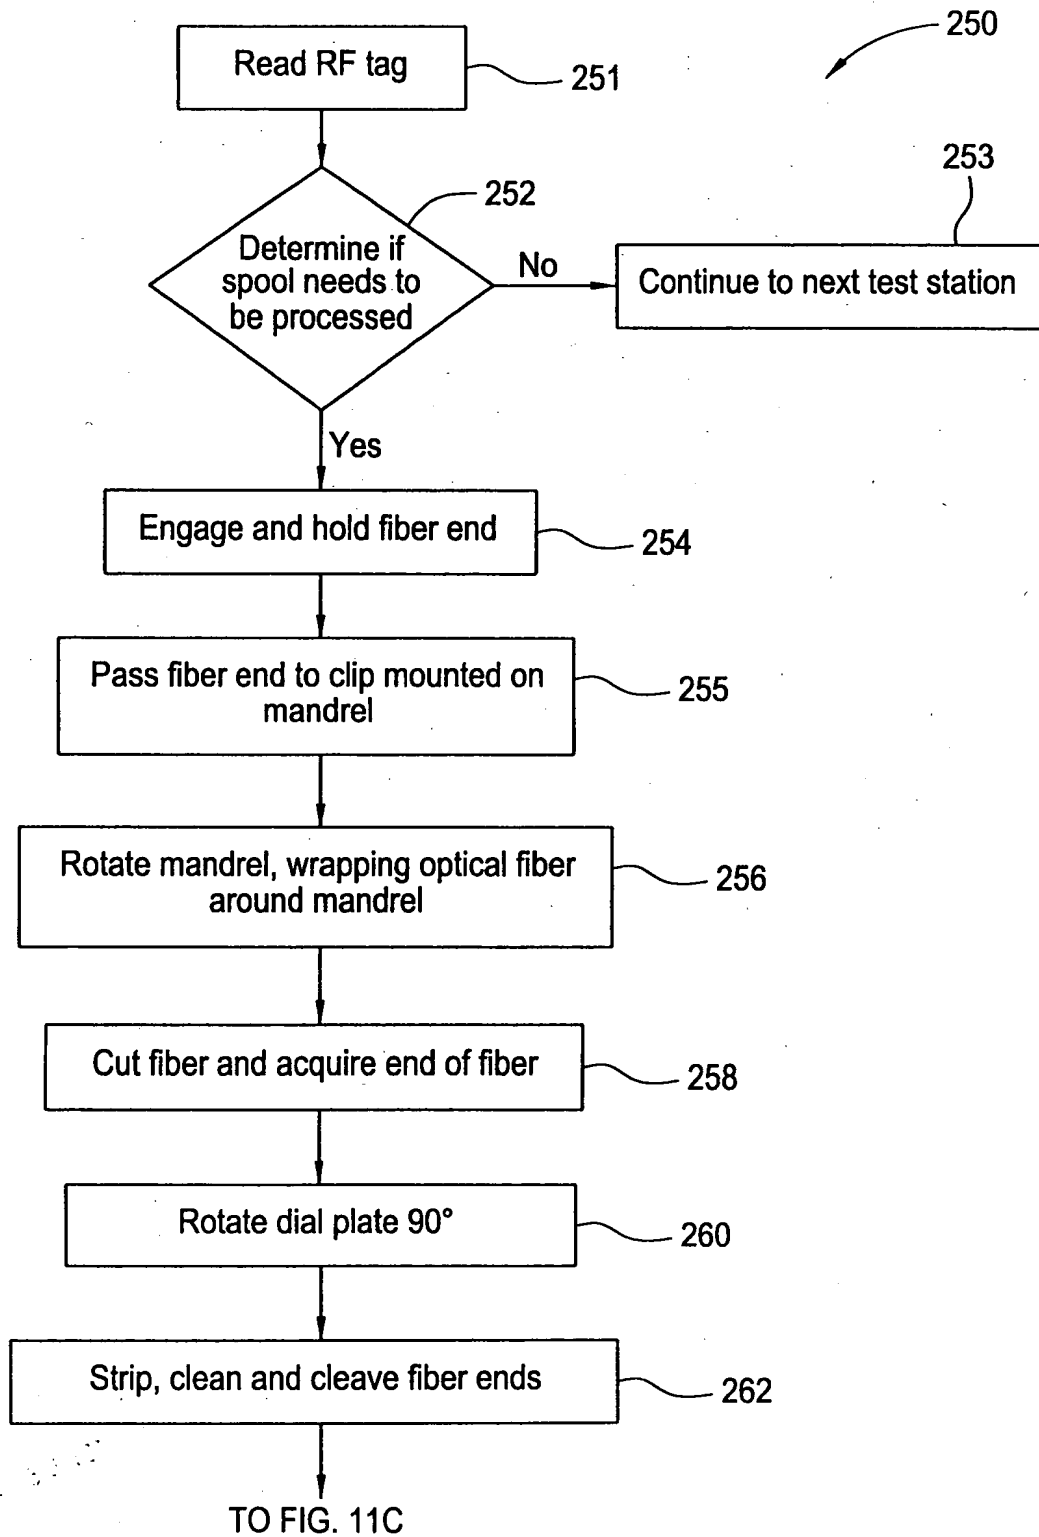 250
Read RF tag
251
252
253
Determine if
spool needs to
be processed
No
Continue to next test station
Yes
Engage and hold fiber end
254
Pass fiber end to clip mounted on
mandrel
255
Rotate mandrel, wrapping optical fiber
around mandrel
256
Cut fiber and acquire end of fiber
258
Rotate dial plate 90°
260
Strip, clean and cleave fiber ends
262
TO FIG. 11C